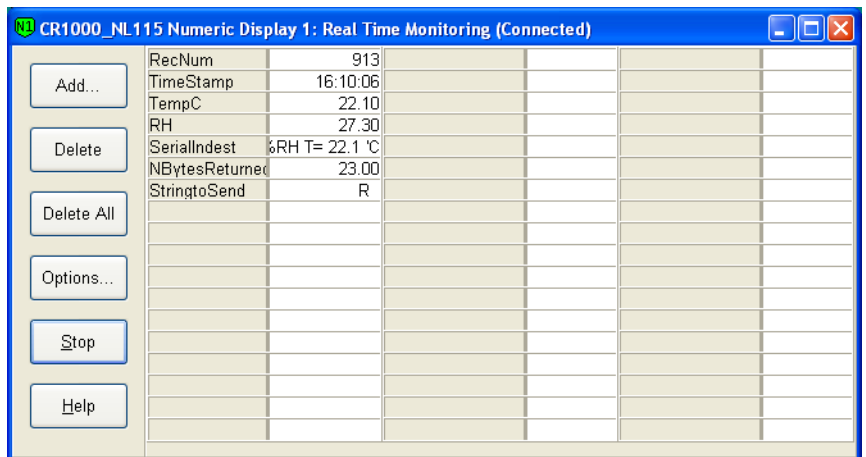 CR1000_NL115 Numeric Display 1: Real Time Monitoring (Connected)
Add...
Delete
Delete All
Options...
Stop
Help
RecNum 913
TimeStamp 16:10:06
TempC 22.10
RH 27.30
SerialIndest %RH T= 22.1 'C
NBytesReturned 23.00
StringtoSend R